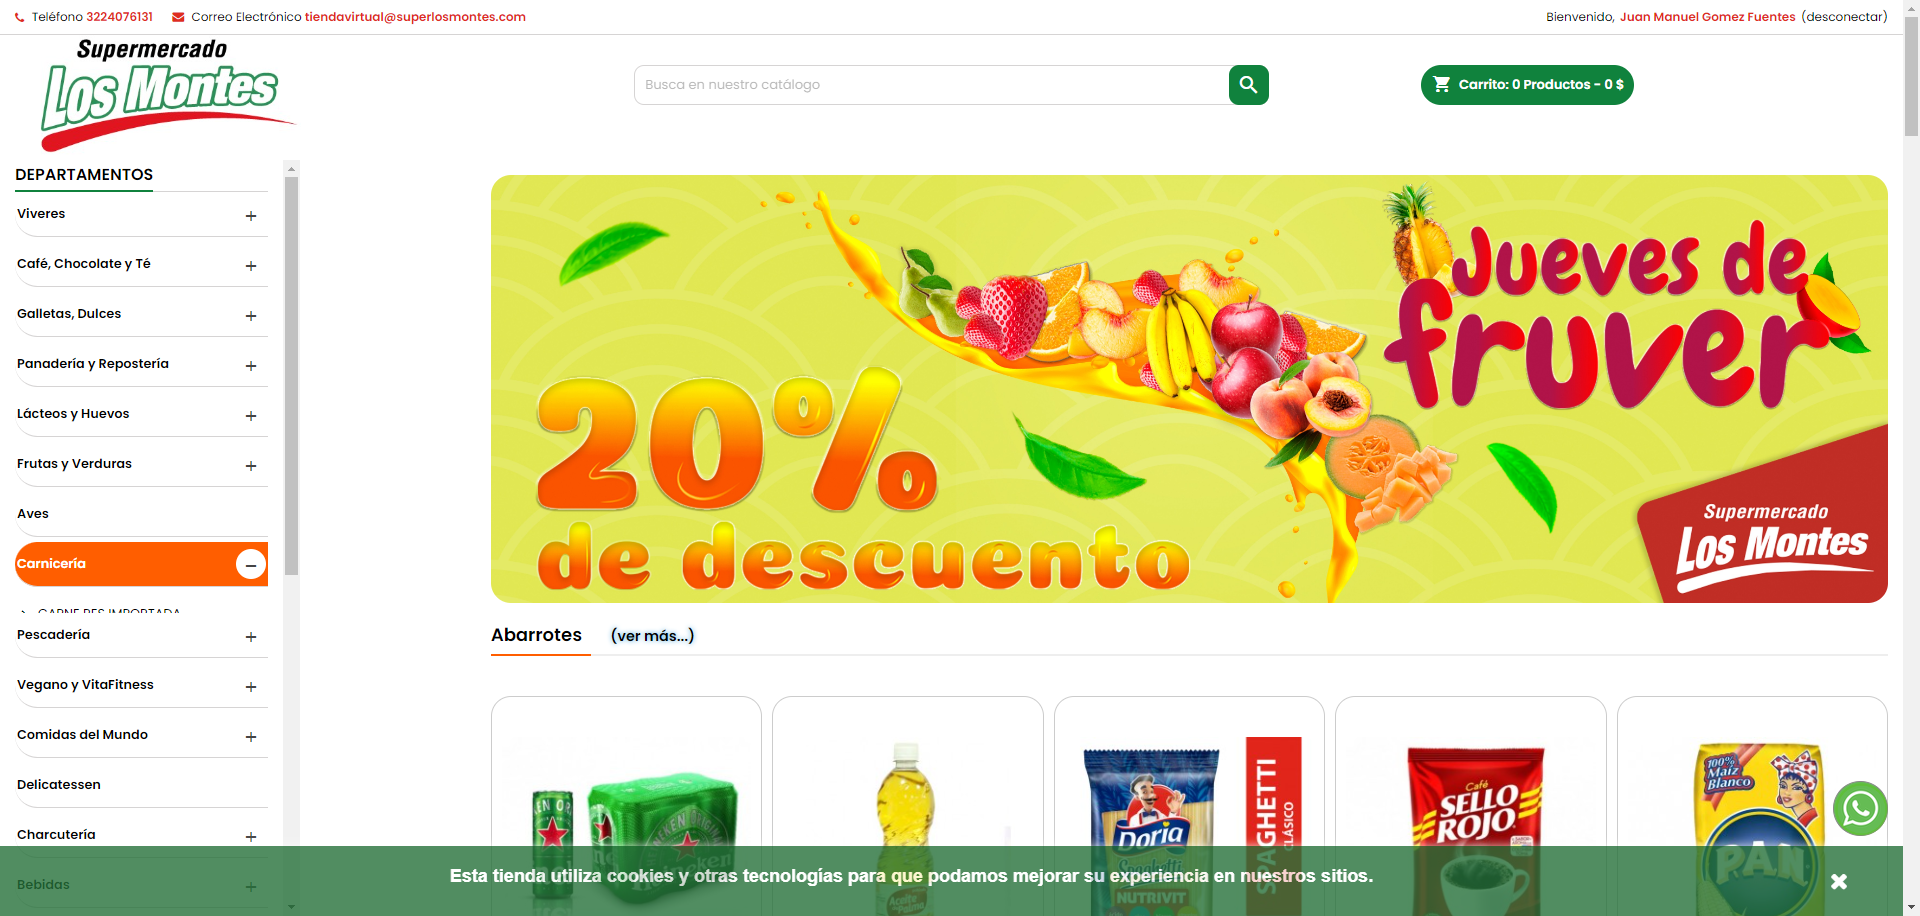 Teléfono 3224076131 Correo Electrónico tiendavirtual@superlosmontes.com
Bienvenido, Juan Manuel Gomez Fuentes (desconectar)
Supermercado
Los Montes
Busca en nuestro catálogo
Carrito: 0 Productos - 0 $
DEPARTAMENTOS
Viveres
Café, Chocolate y Té
Galletas, Dulces
Panadería y Repostería
Lácteos y Huevos
Frutas y Verduras
Aves
Carnicería
CARNE RES IMPORTADA
Pescadería
Vegano y VitaFitness
Comidas del Mundo
Delicatessen
Charcutería
Bebidas
Jueves de
fruver
20%
de descuento
Supermercado
Los Montes
Abarrotes (ver más...)
Heineken
Aceite
de Palma
Doria
Spaghetti
NUTRIVIT
SPAGHETTI
CLÁSICO
Café
SELLO
ROJO
100%
Maíz
Blanco
PAN
Esta tienda utiliza cookies y otras tecnologías para que podamos mejorar su experiencia en nuestros sitios.